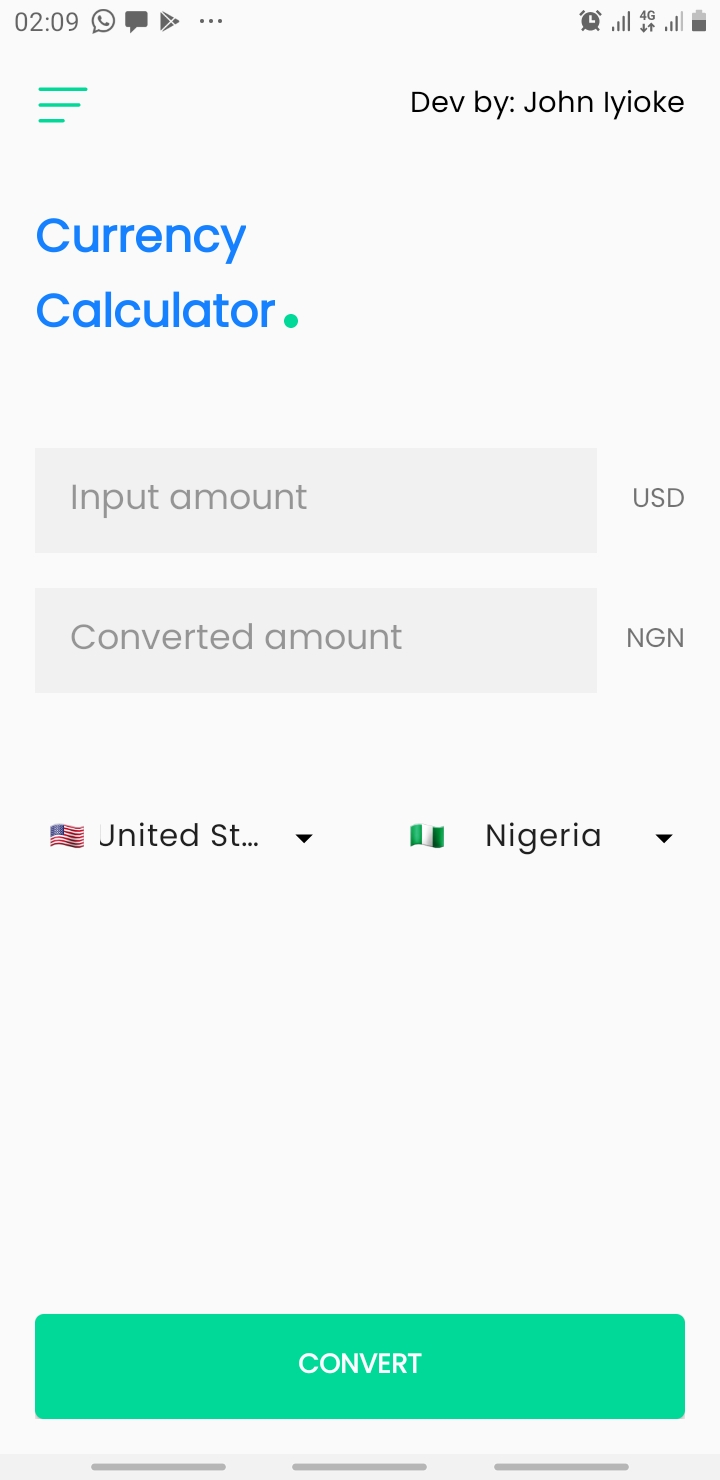 02:09
4G
Dev by: John Iyioke
Currency
Calculator.
Input amount
USD
Converted amount
NGN
United St...
Nigeria
CONVERT